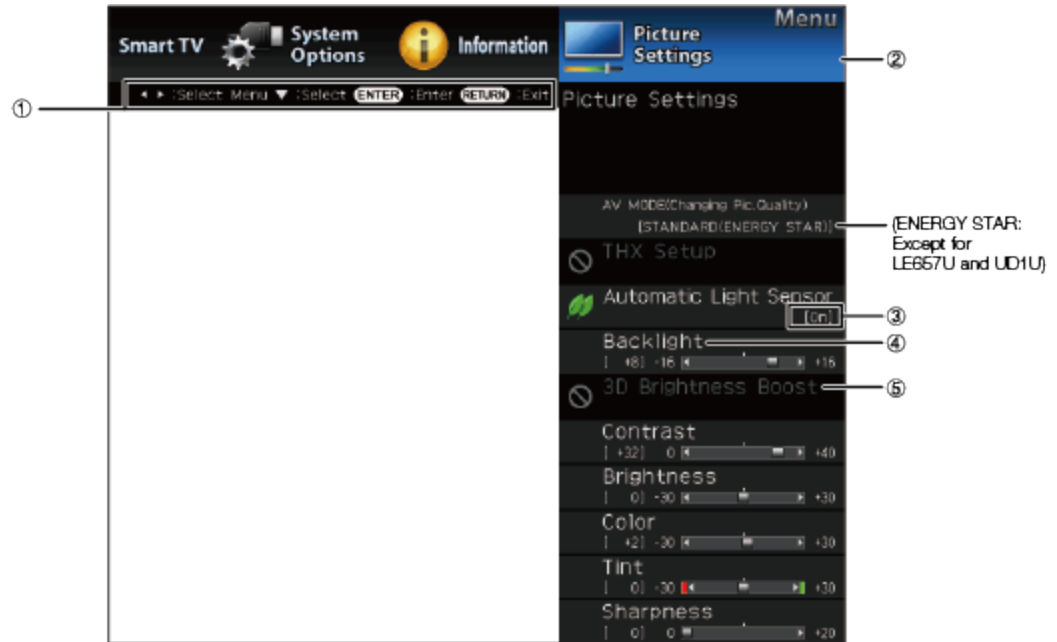 Menu
Smart TV
System
Options
Information
Picture
Settings
②
①
◄ ► :Select Menu ▼ :Select ENTER :Enter RETURN :Exit
Picture Settings
AV MODE(Changing Pic.Quality)
[STANDARD(ENERGY STAR)]
(ENERGY STAR:
Except for
LE657U and UD1U)
THX Setup
Automatic Light Sensor
[On]
③
Backlight
④
[ +8] -16 +16
3D Brightness Boost
⑤
Contrast
[ +32] 0 +40
Brightness
[ 0] -30 +30
Color
[ +2] -30 +30
Tint
[ 0] -30 +30
Sharpness
[ 0] 0 +20